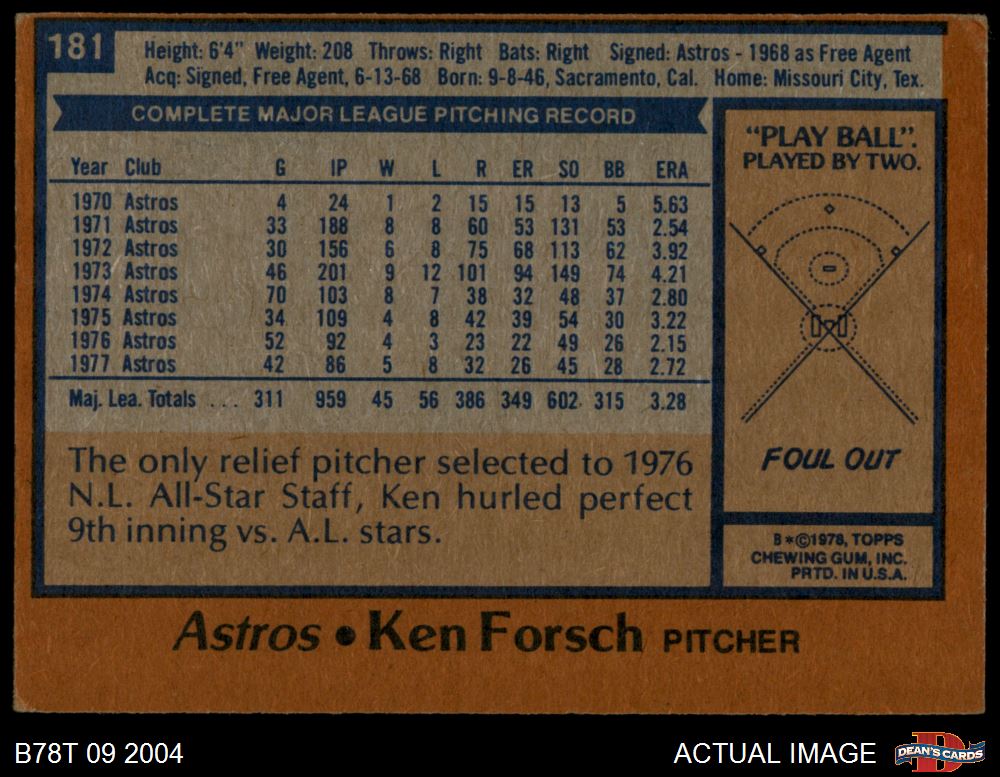 181
Height: 6'4" Weight: 208 Throws: Right Bats: Right Signed: Astros - 1968 as Free Agent
Acq: Signed, Free Agent, 6-13-68 Born: 9-8-46, Sacramento, Cal. Home: Missouri City, Tex.
COMPLETE MAJOR LEAGUE PITCHING RECORD
Year Club G IP W L R ER SO BB ERA
1970 Astros 4 24 1 2 15 15 13 5 5.63
1971 Astros 33 188 8 8 60 53 131 53 2.54
1972 Astros 30 156 6 8 75 68 113 62 3.92
1973 Astros 46 201 9 12 101 94 149 74 4.21
1974 Astros 70 103 8 7 38 32 48 37 2.80
1975 Astros 34 109 4 8 42 39 54 30 3.22
1976 Astros 52 92 4 3 23 22 49 26 2.15
1977 Astros 42 86 5 8 32 26 45 28 2.72
Maj. Lea. Totals ... 311 959 45 56 386 349 602 315 3.28
The only relief pitcher selected to 1976
N.L. All-Star Staff, Ken hurled perfect
9th inning vs. A.L. stars.
"PLAY BALL".
PLAYED BY TWO.
FOUL OUT
B*©1978, TOPPS
CHEWING GUM, INC.
PRTD. IN U.S.A.
Astros • Ken Forsch PITCHER
B78T 09 2004
ACTUAL IMAGE
D
DEAN'S CARDS